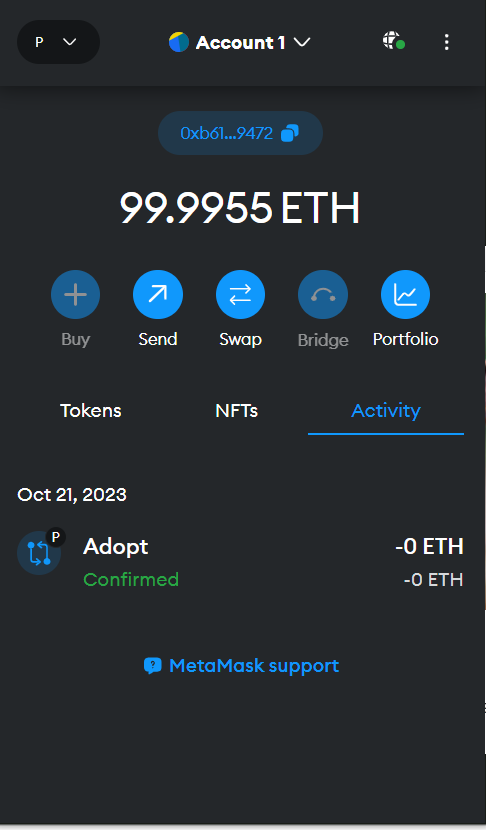 P
Account 1
0xb61...9472
99.9955 ETH
Buy Send Swap Bridge Portfolio
Tokens NFTs Activity
Oct 21, 2023
P
Adopt -0 ETH
Confirmed -0 ETH
? MetaMask support